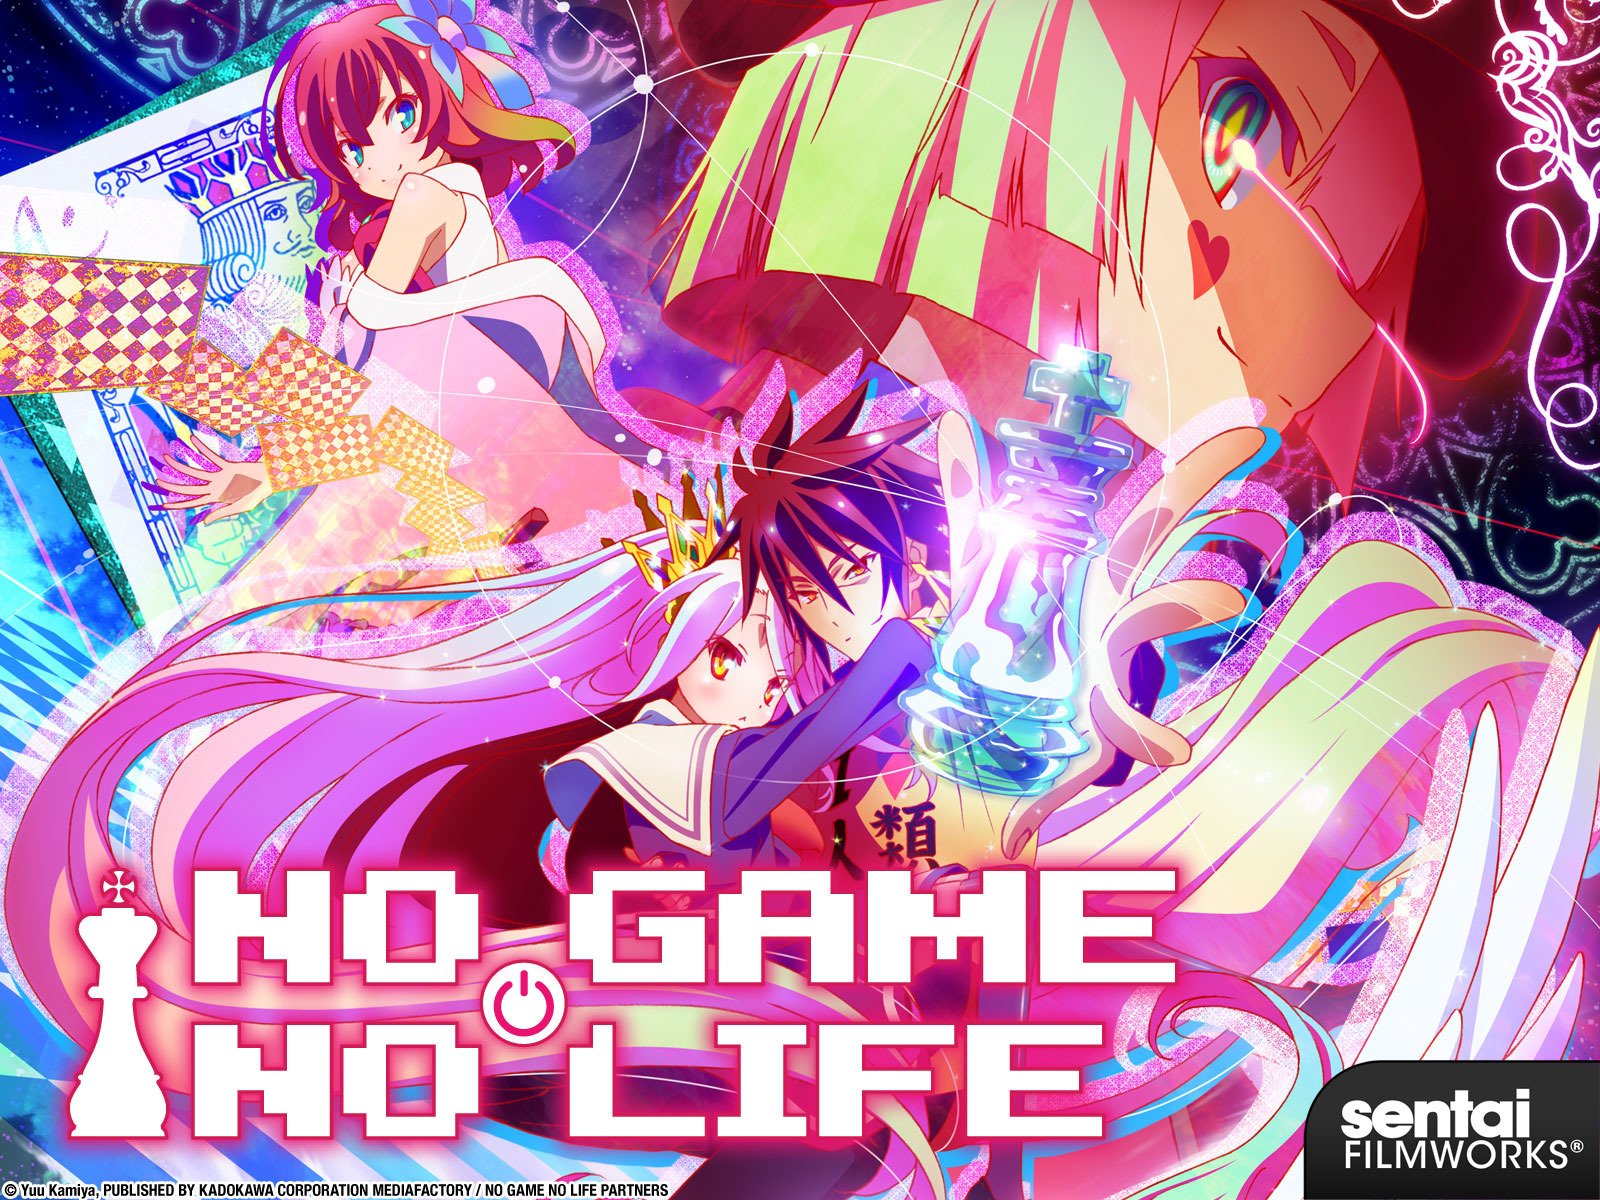 類
NO GAME
NO LIFE
sentai
FILMWORKS®
© Yuu Kamiya, PUBLISHED BY KADOKAWA CORPORATION MEDIAFACTORY / NO GAME NO LIFE PARTNERS